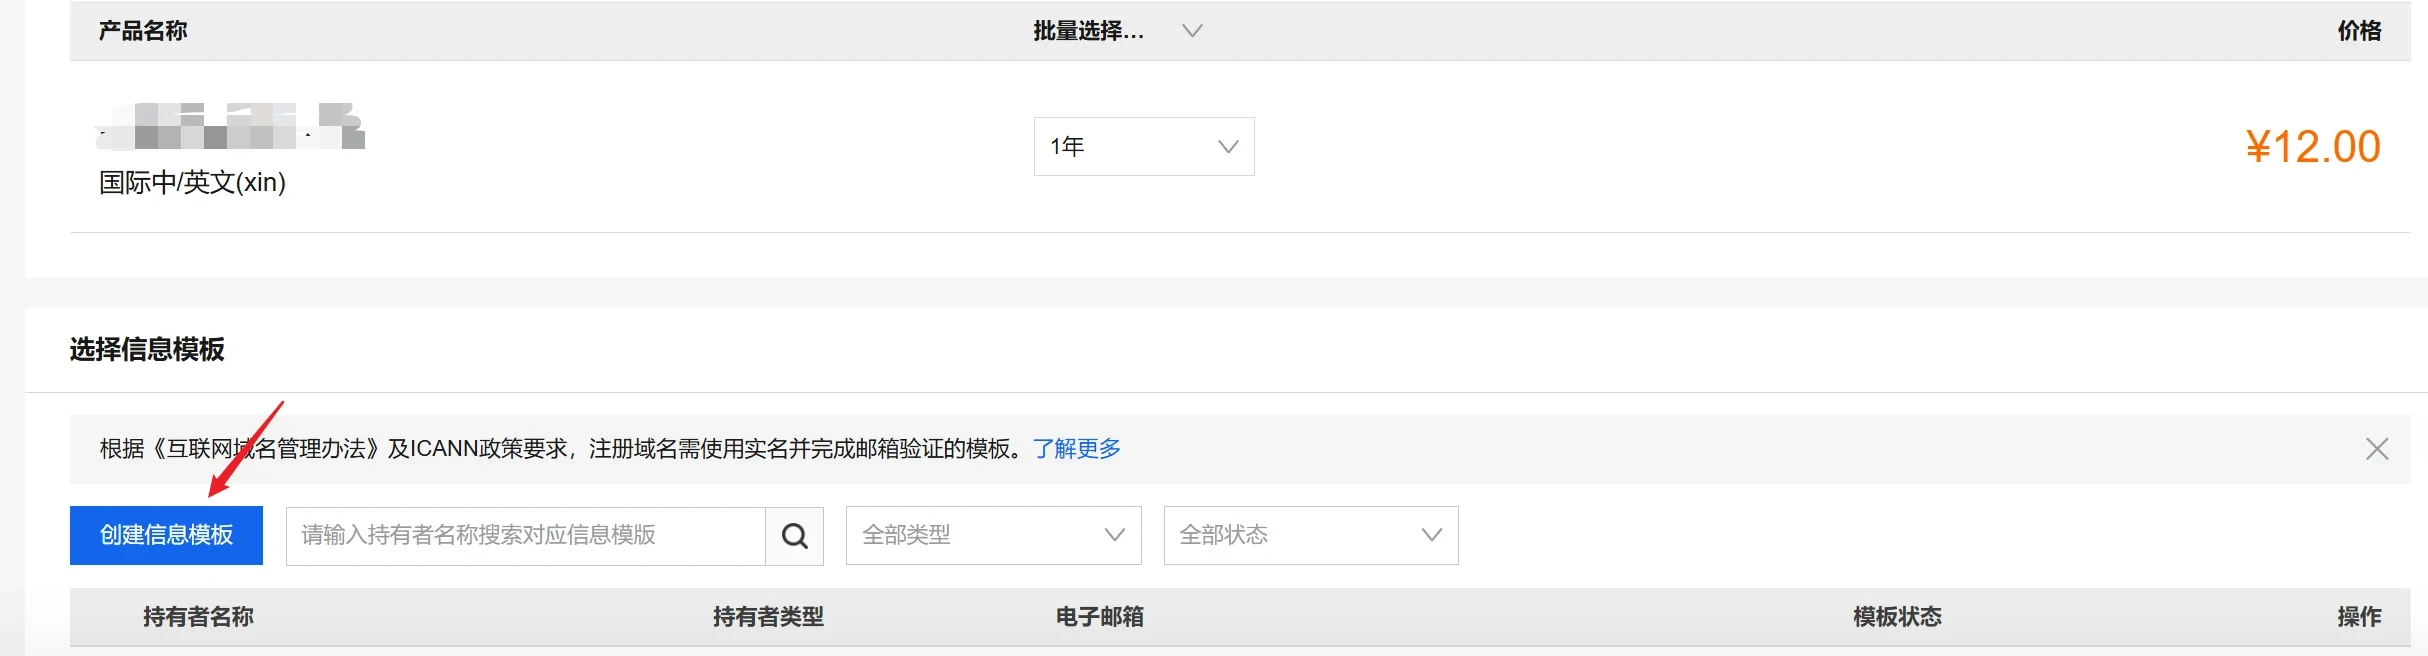 产品名称 批量选择... 价格
国际中/英文(xin) 1年 ¥12.00
选择信息模板
根据《互联网域名管理办法》及ICANN政策要求，注册域名需使用实名并完成邮箱验证的模板。了解更多
创建信息模板 请输入持有者名称搜索对应信息模版 全部类型 全部状态
持有者名称 持有者类型 电子邮箱 模板状态 操作